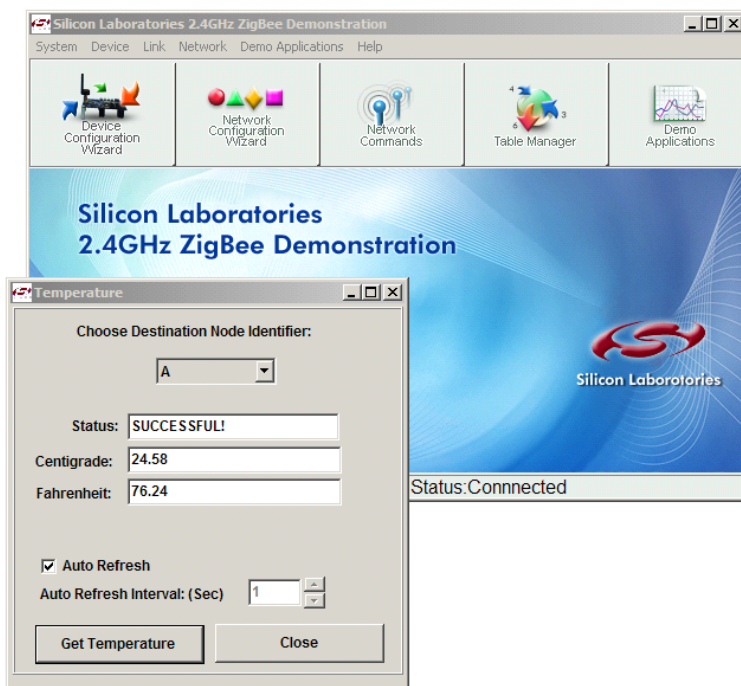 Silicon Laboratories 2.4GHz ZigBee Demonstration
System Device Link Network Demo Applications Help
Device
Configuration
Wizard
Network
Configuration
Wizard
Network
Commands
4
3
6
Table Manager
Demo
Applications
Silicon Laboratories
2.4GHz ZigBee Demonstration
Silicon Laborotories
Status:Connnected
Temperature
Choose Destination Node Identifier:
A
Status: SUCCESSFUL!
Centigrade: 24.58
Fahrenheit: 76.24
Auto Refresh
Auto Refresh Interval: (Sec) 1
Get Temperature Close